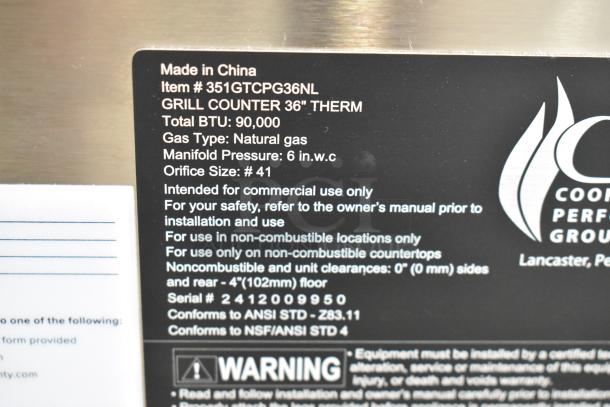 Made in China
Item # 351GTCPG36NL
GRILL COUNTER 36" THERM
Total BTU: 90,000
Gas Type: Natural gas
Manifold Pressure: 6 in.w.c
Orifice Size: # 41
Intended for commercial use only
For your safety, refer to the owner's manual prior to
installation and use
For use in non-combustible locations only
For use only on non-combustible countertops
Noncombustible and unit clearances: 0" (0 mm) sides
and rear - 4"(102mm) floor
Serial # 2412009950
Conforms to ANSI STD - Z83.11
Conforms to NSF/ANSI STD 4
COO
PERF
GROU
Lancaster, Pe
WARNING
• Equipment must be installed by a certified
alteration, service or maintenance of this equ
injury, or death and voids warranty.
• Read and follow installation and owner's manual carefully prior to
o one of the following:
form provided
nty.com